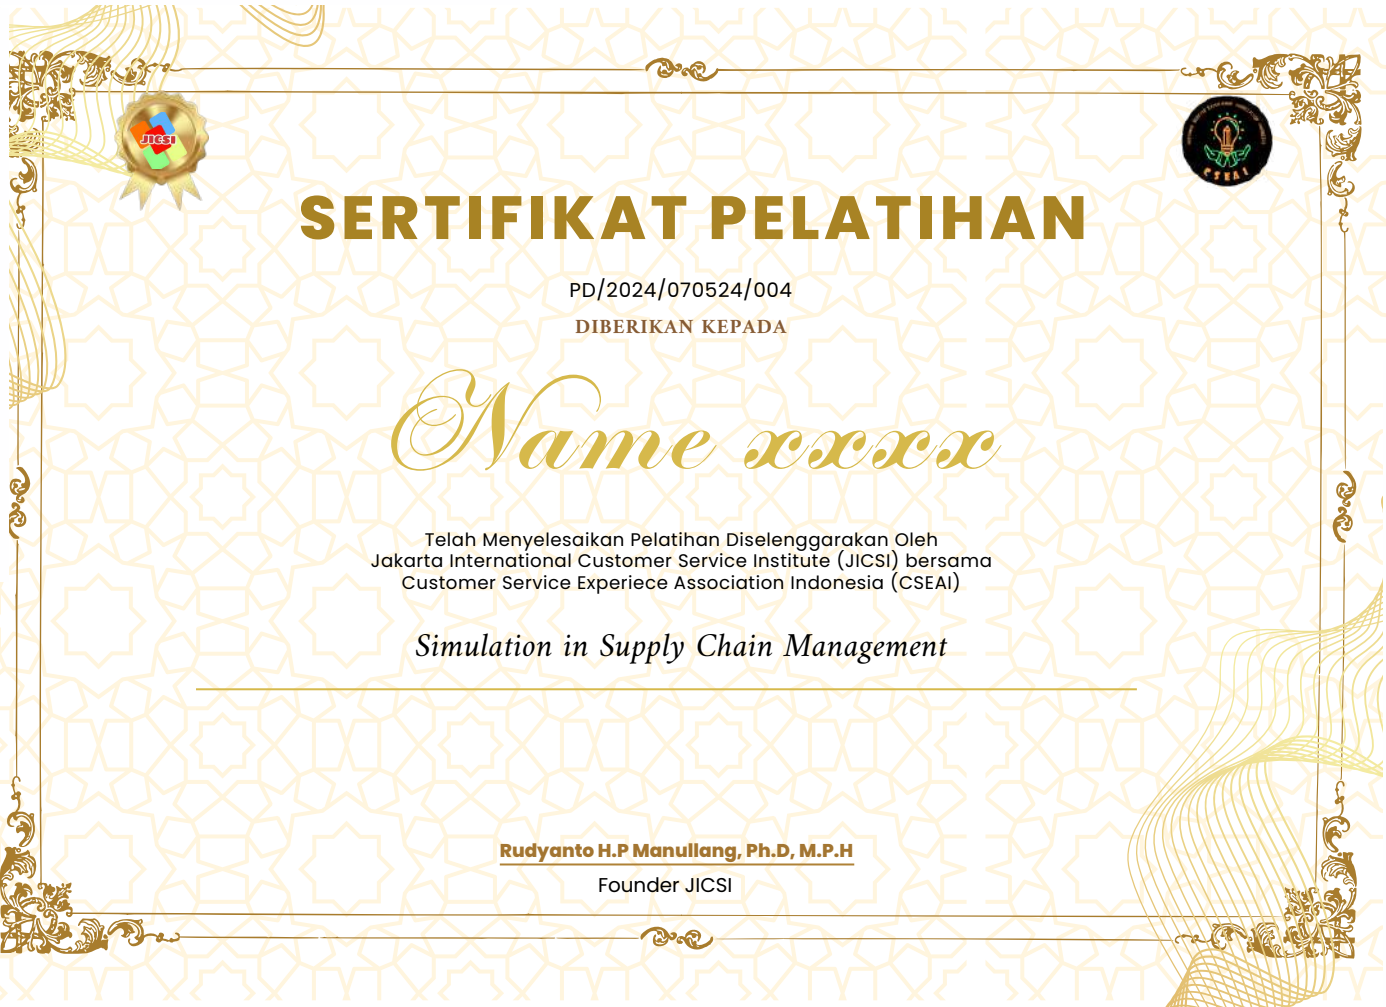 JICSI
CSEAI
SERTIFIKAT PELATIHAN
PD/2024/070524/004
DIBERIKAN KEPADA
Name xxxx
Telah Menyelesaikan Pelatihan Diselenggarakan Oleh
Jakarta International Customer Service Institute (JICSI) bersama
Customer Service Experiece Association Indonesia (CSEAI)
Simulation in Supply Chain Management
Rudyanto H.P Manullang, Ph.D, M.P.H
Founder JICSI